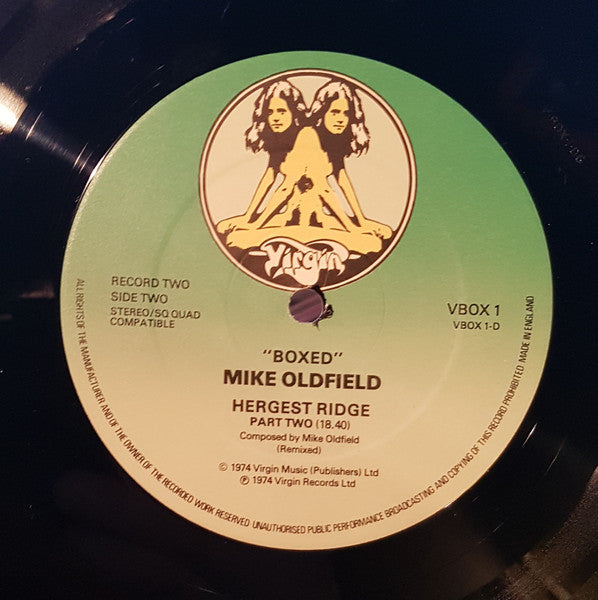 Virgin
RECORD TWO
SIDE TWO
STEREO/SQ QUAD
COMPATIBLE
VBOX 1
VBOX 1-D
"BOXED"
MIKE OLDFIELD
HERGEST RIDGE
PART TWO (18.40)
Composed by Mike Oldfield
(Remixed)
© 1974 Virgin Music (Publishers) Ltd
℗ 1974 Virgin Records Ltd
ALL RIGHTS OF THE MANUFACTURER AND OF THE OWNER OF THE RECORDED WORK RESERVED UNAUTHORISED PUBLIC PERFORMANCE BROADCASTING AND COPYING OF THIS RECORD PROHIBITED MADE IN ENGLAND